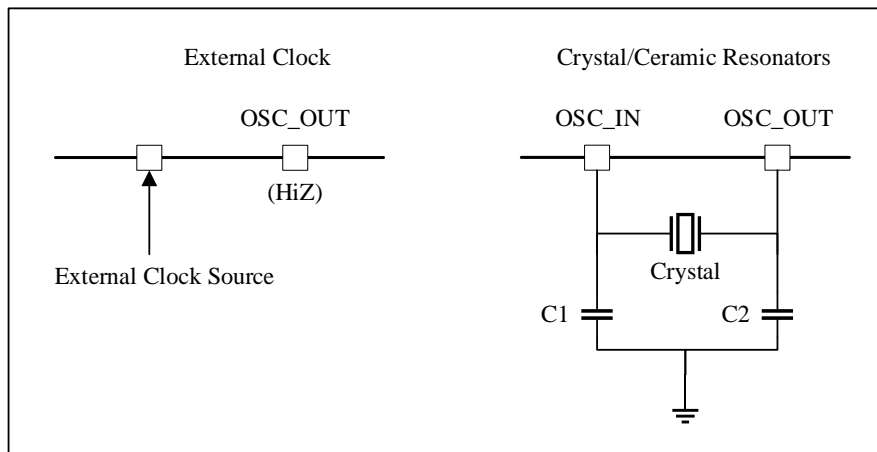 External Clock
OSC_OUT
(HiZ)
External Clock Source
Crystal/Ceramic Resonators
OSC_IN
OSC_OUT
Crystal
C1
C2